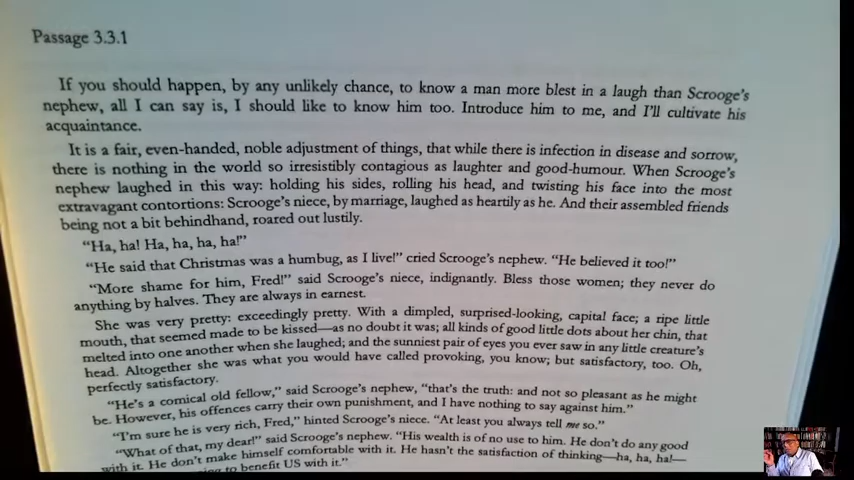 Passage 3.3.1
If you should happen, by any unlikely chance, to know a man more blest in a laugh than Scrooge's
nephew, all I can say is, I should like to know him too. Introduce him to me, and I'll cultivate his
acquaintance.
It is a fair, even-handed, noble adjustment of things, that while there is infection in disease and sorrow,
there is nothing in the world so irresistibly contagious as laughter and good-humour. When Scrooge's
nephew laughed in this way: holding his sides, rolling his head, and twisting his face into the most
extravagant contortions: Scrooge's niece, by marriage, laughed as heartily as he. And their assembled friends
being not a bit behindhand, roared out lustily.
"Ha, ha! Ha, ha, ha, ha!"
"He said that Christmas was a humbug, as I live!" cried Scrooge's nephew. "He believed it too!"
"More shame for him, Fred!" said Scrooge's niece, indignantly. Bless those women; they never do
anything by halves. They are always in earnest.
She was very pretty: exceedingly pretty. With a dimpled, surprised-looking, capital face; a ripe little
mouth, that seemed made to be kissed—as no doubt it was; all kinds of good little dots about her chin, that
melted into one another when she laughed; and the sunniest pair of eyes you ever saw in any little creature's
head. Altogether she was what you would have called provoking, you know; but satisfactory, too. Oh,
perfectly satisfactory.
"He's a comical old fellow," said Scrooge's nephew, "that's the truth: and not so pleasant as he might
be. However, his offences carry their own punishment, and I have nothing to say against him."
"I'm sure he is very rich, Fred," hinted Scrooge's niece. "At least you always tell me so."
"What of that, my dear!" said Scrooge's nephew. "His wealth is of no use to him. He don't do any good
with it. He don't make himself comfortable with it. He hasn't the satisfaction of thinking—ha, ha, ha!—
to benefit US with it."